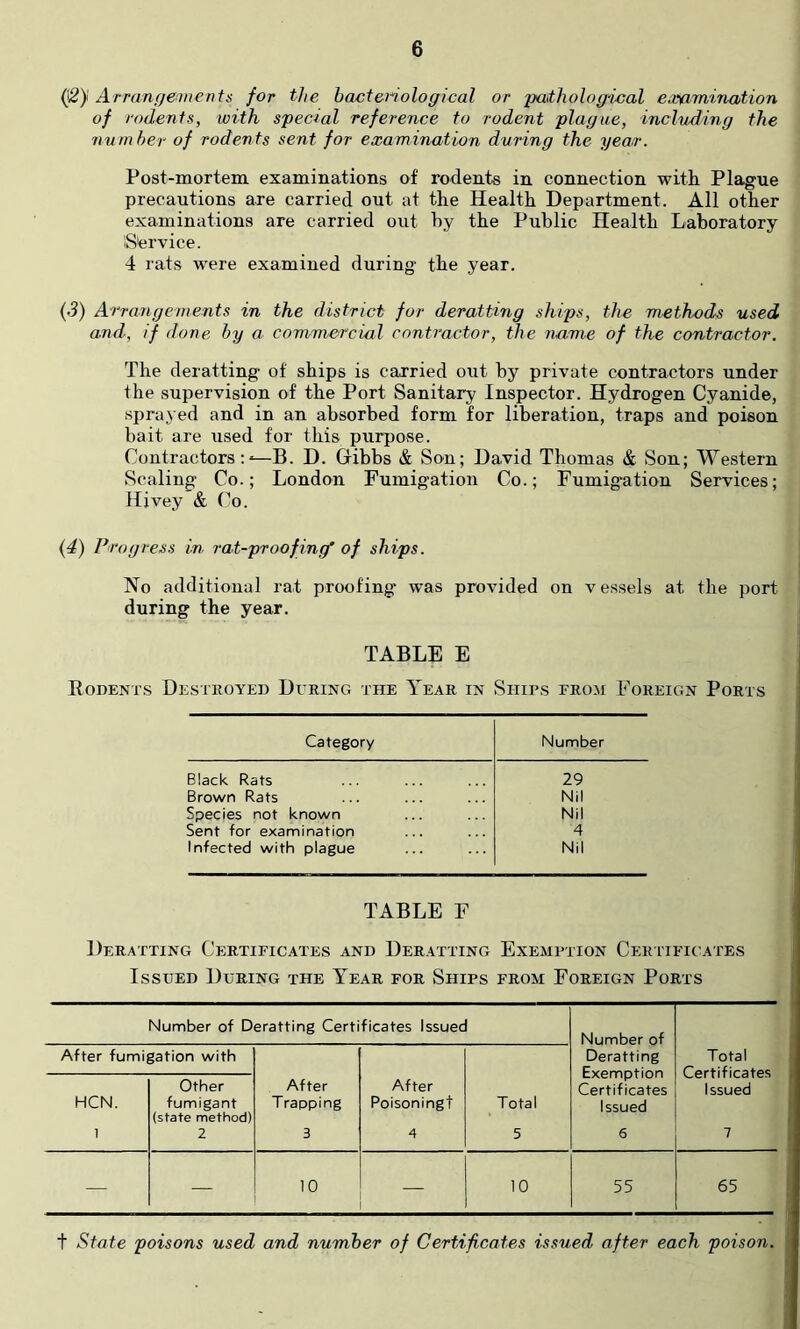 6
(2) Arrangements for the bacteriological or pathological examination
of rodents, with special reference to rodent plague, including the
number of rodents sent for examination during the year.
Post-mortem examinations of rodents in connection with Plague
precautions are carried out at the Health Department. All other
examinations are carried out by the Public Health Laboratory
Service.
4 rats were examined during the year.
(3) Arrangements in the district for deratting ships, the methods used
and, if done by a commercial contractor, the name of the contractor.
The deratting of ships is carried out by private contractors under
the supervision of the Port Sanitary Inspector. Hydrogen Cyanide,
sprayed and in an absorbed form for liberation, traps and poison
bait are used for this purpose.
Contractors:—B. D. Gibbs & Son; David Thomas & Son; Western
Scaling Co.; London Fumigation Co.; Fumigation Services;
Hivey & Co.
(4) Progress in rat-proofing of ships.
No additional rat proofing was provided on vessels at the port
during the year.
TABLE E
Rodents Destroyed During the Year in Ships from Foreign Ports
Category Number
Black Rats ... ... ... 29
Brown Rats ... ... ... Nil
Species not known ... ... Nil
Sent for examination ... ... 4
Infected with plague ... ... Nil
TABLE F
Deratting Certificates and Deratting Exemption Certificates
Issued During the Year for Ships from Foreign Ports
Number of Deratting Certificates Issued
Number of
Deratting
Exemption
Certificates
Issued
6
Total
Certificates
Issued
7
After fumigation with
HCN.
1
Other
fumigant
(state method)
2
After
Trapping
3
After
Poisoning†
4
Total
5
— — 10 — 10 55 65
† State poisons used and number of Certificates issued after each poison.